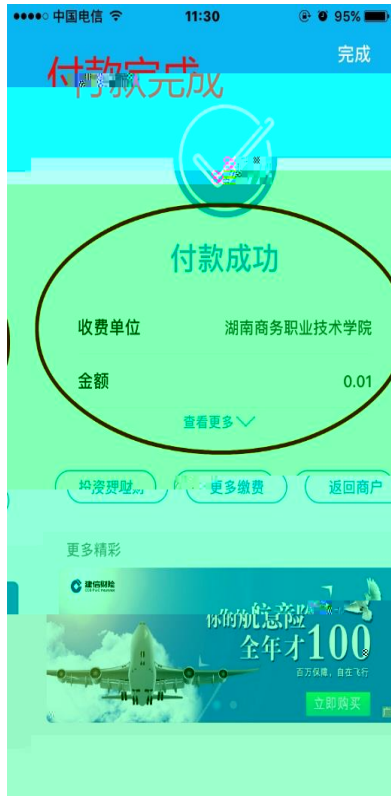 中国电信 11:30 95%
完成
付款完成
付款成功
收费单位 湖南商务职业技术学院
金额 0.01
查看更多
投资理财 更多缴费 返回商户
更多精彩
建信财险
你的航意险
全年才100
百万保障，自在飞行
立即购买